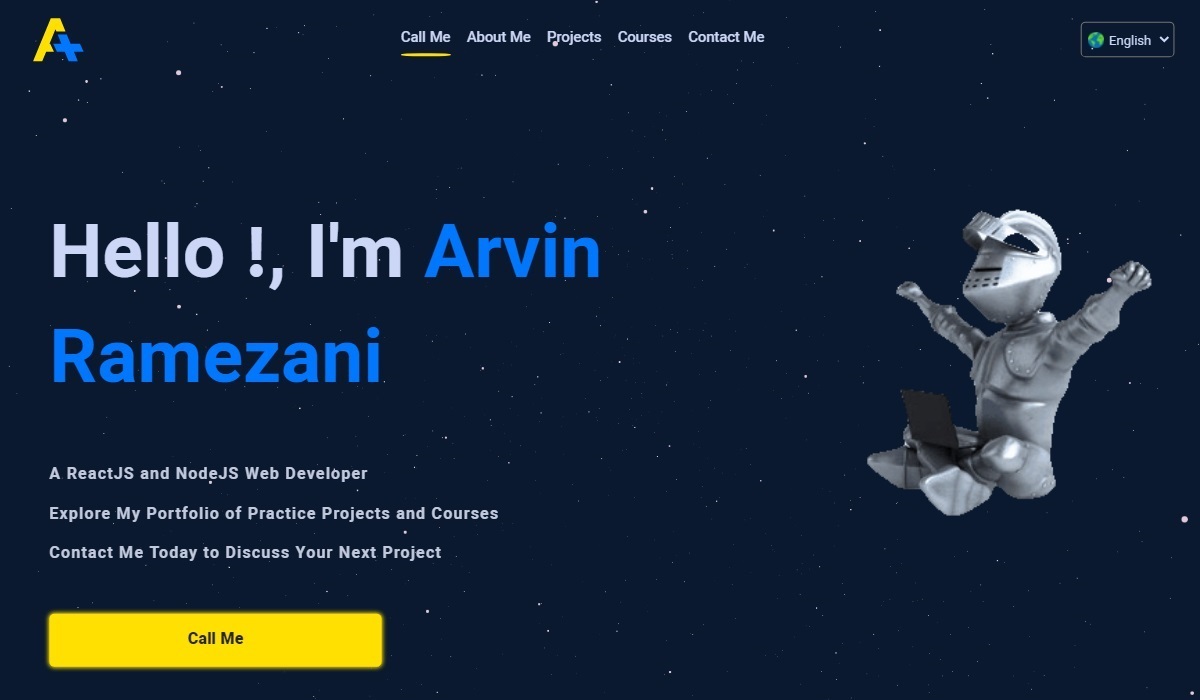 A+
Call Me
About Me
Projects
Courses
Contact Me
English
Hello !, I'm Arvin
Ramezani
A ReactJS and NodeJS Web Developer
Explore My Portfolio of Practice Projects and Courses
Contact Me Today to Discuss Your Next Project
Call Me